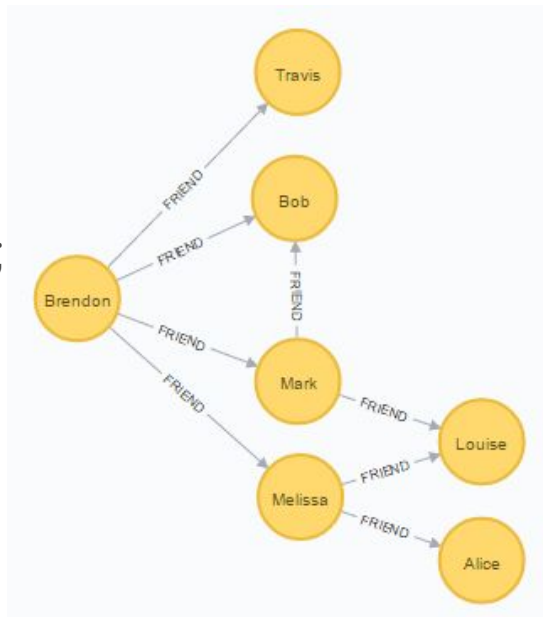 Travis
FRIEND
Bob
FRIEND
Brendon
FRIEND
FRIEND
Mark
FRIEND
FRIEND
Louise
Melissa
FRIEND
FRIEND
Alice